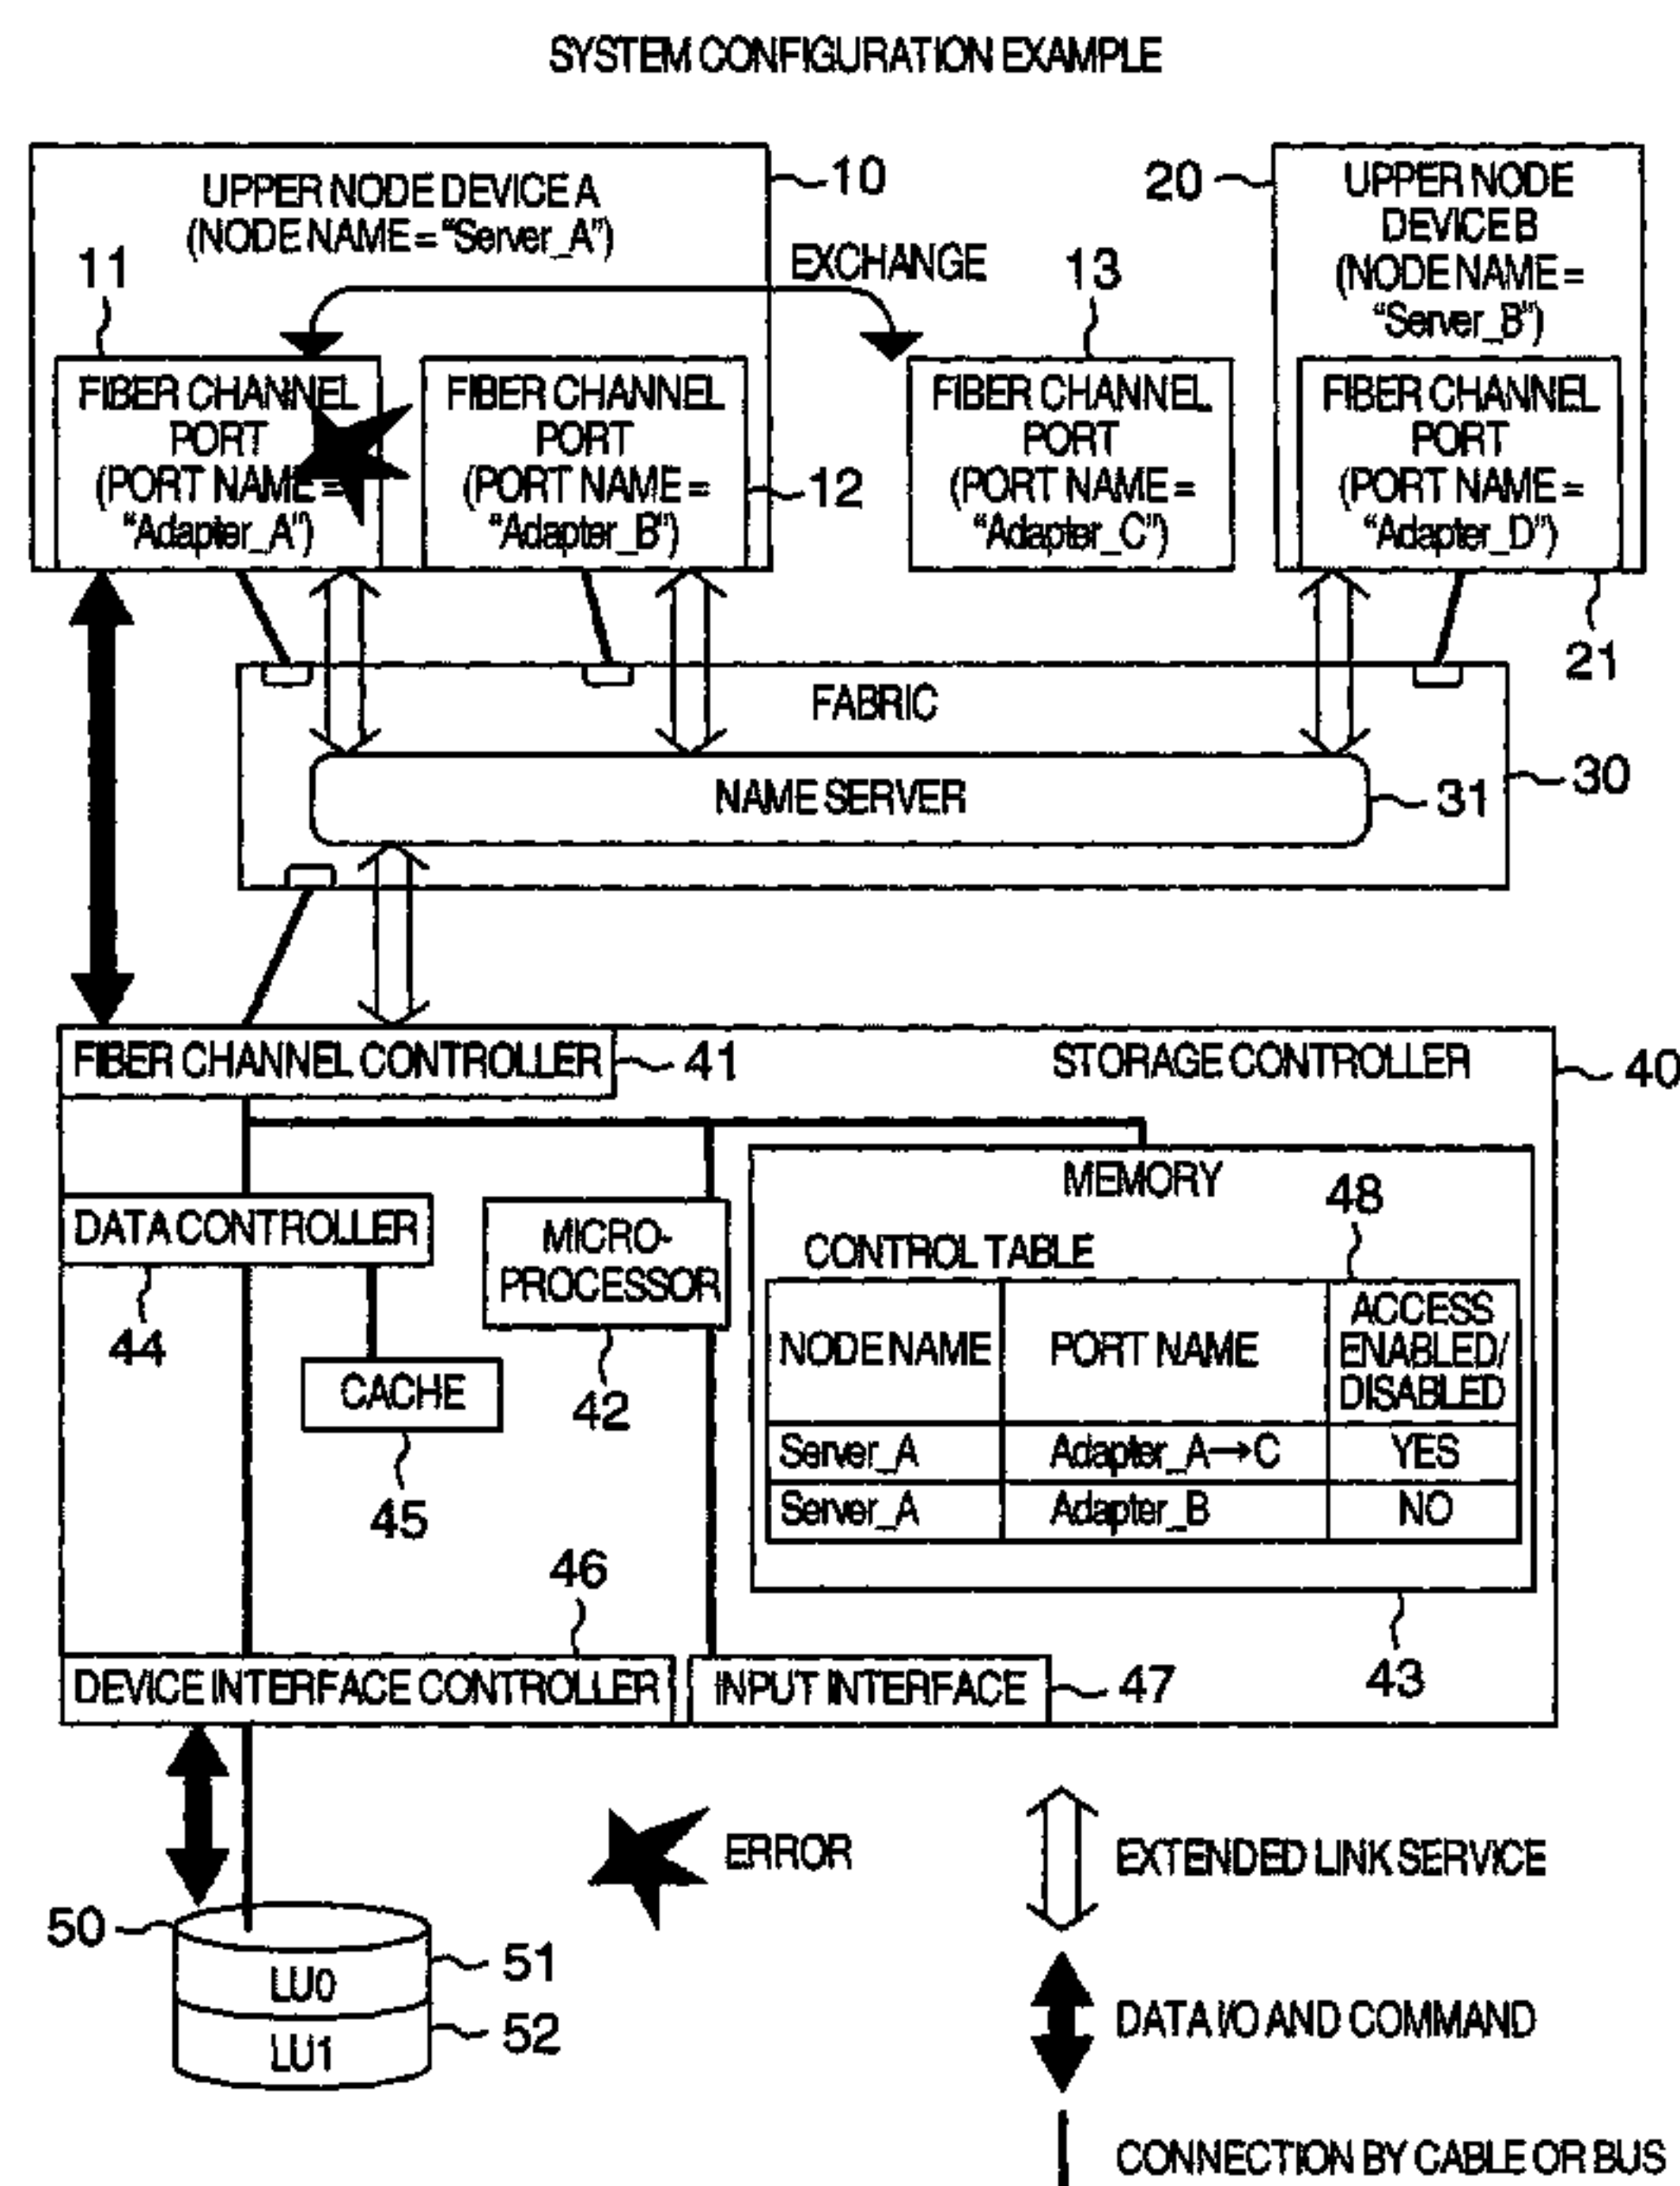 SYSTEM CONFIGURATION EXAMPLE
UPPER NODE DEVICE A
(NODE NAME = “Server_A”)
10
20
UPPER NODE
DEVICE B
(NODE NAME =
“Server_B”)
11
EXCHANGE
13
FIBER CHANNEL
PORT
(PORT NAME =
“Adapter_A”)
FIBER CHANNEL
PORT
(PORT NAME =
“Adapter_B”)
12
FIBER CHANNEL
PORT
(PORT NAME =
“Adapter_C”)
FIBER CHANNEL
PORT
(PORT NAME =
“Adapter_D”)
21
FABRIC
NAME SERVER
31
30
FIBER CHANNEL CONTROLLER
41
STORAGE CONTROLLER
40
MEMORY
48
DATA CONTROLLER
44
MICRO-
PROCESSOR
42
CACHE
45
CONTROL TABLE
NODE NAME
PORT NAME
ACCESS
ENABLED/
DISABLED
Server_A
Adapter_A→C
YES
Server_A
Adapter_B
NO
46
43
DEVICE INTERFACE CONTROLLER
INPUT INTERFACE
47
ERROR
EXTENDED LINK SERVICE
50
LU0
51
LU1
52
DATA I/O AND COMMAND
CONNECTION BY CABLE OR BUS